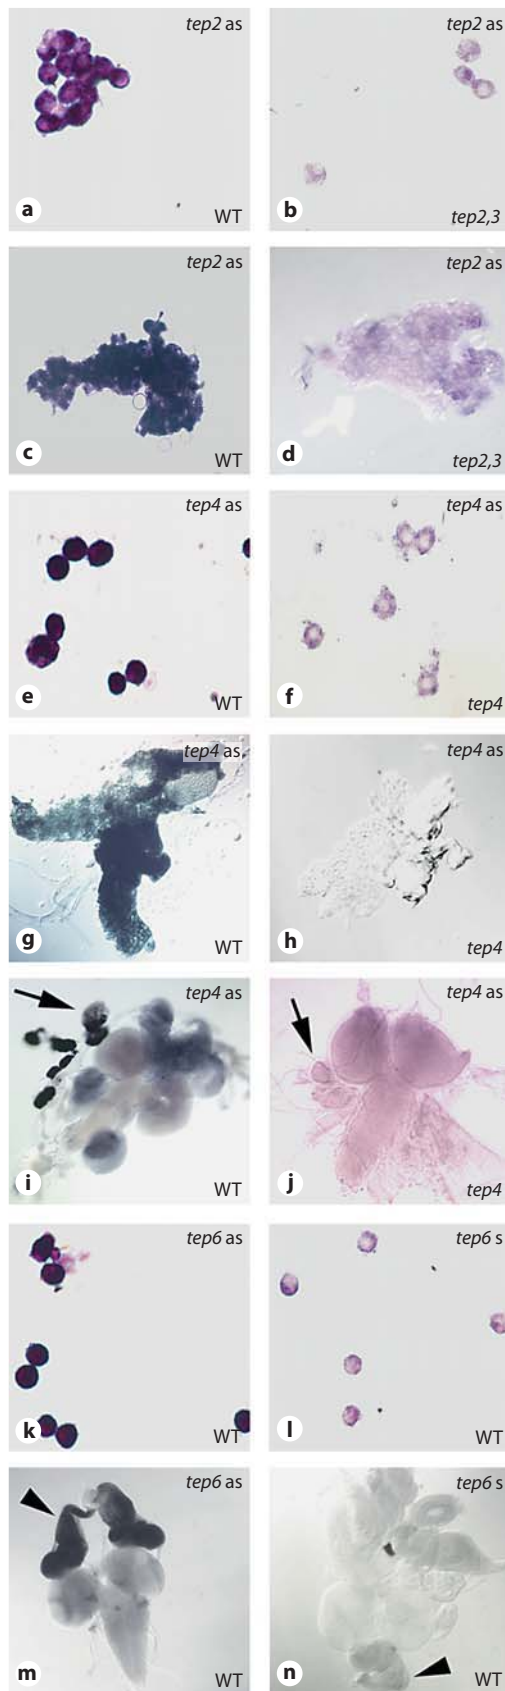 tep2 as
a
WT
tep2 as
b
tep2,3
tep2 as
c
WT
tep2 as
d
tep2,3
tep4 as
e
WT
tep4 as
f
tep4
tep4 as
g
WT
tep4 as
h
tep4
tep4 as
i
WT
tep4 as
j
tep4
tep6 as
k
WT
tep6 s
l
WT
tep6 as
m
WT
tep6 s
n
WT